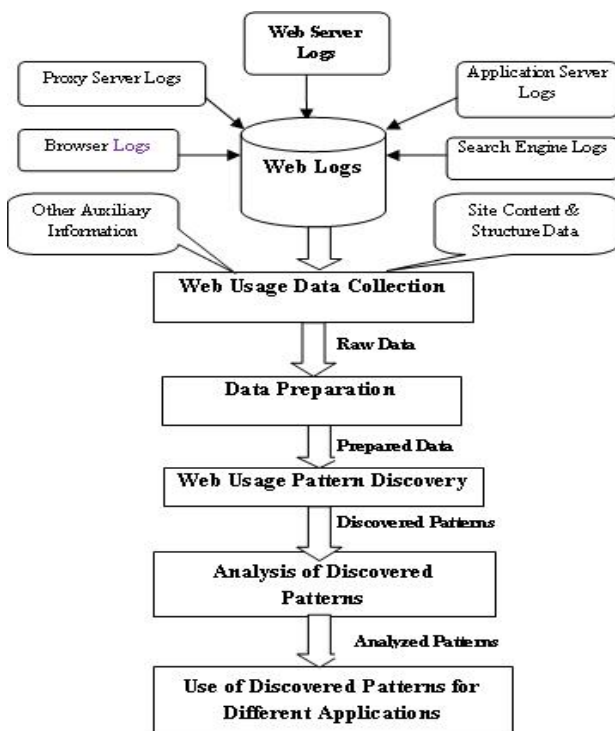 Web Server
Logs
Proxy Server Logs
Application Server
Logs
Browser Logs
Web Logs
Search Engine Logs
Other Auxiliary
Information
Site Content &
Structure Data
Web Usage Data Collection
Raw Data
Data Preparation
Prepared Data
Web Usage Pattern Discovery
Discovered Patterns
Analysis of Discovered
Patterns
Analyzed Patterns
Use of Discovered Patterns for
Different Applications